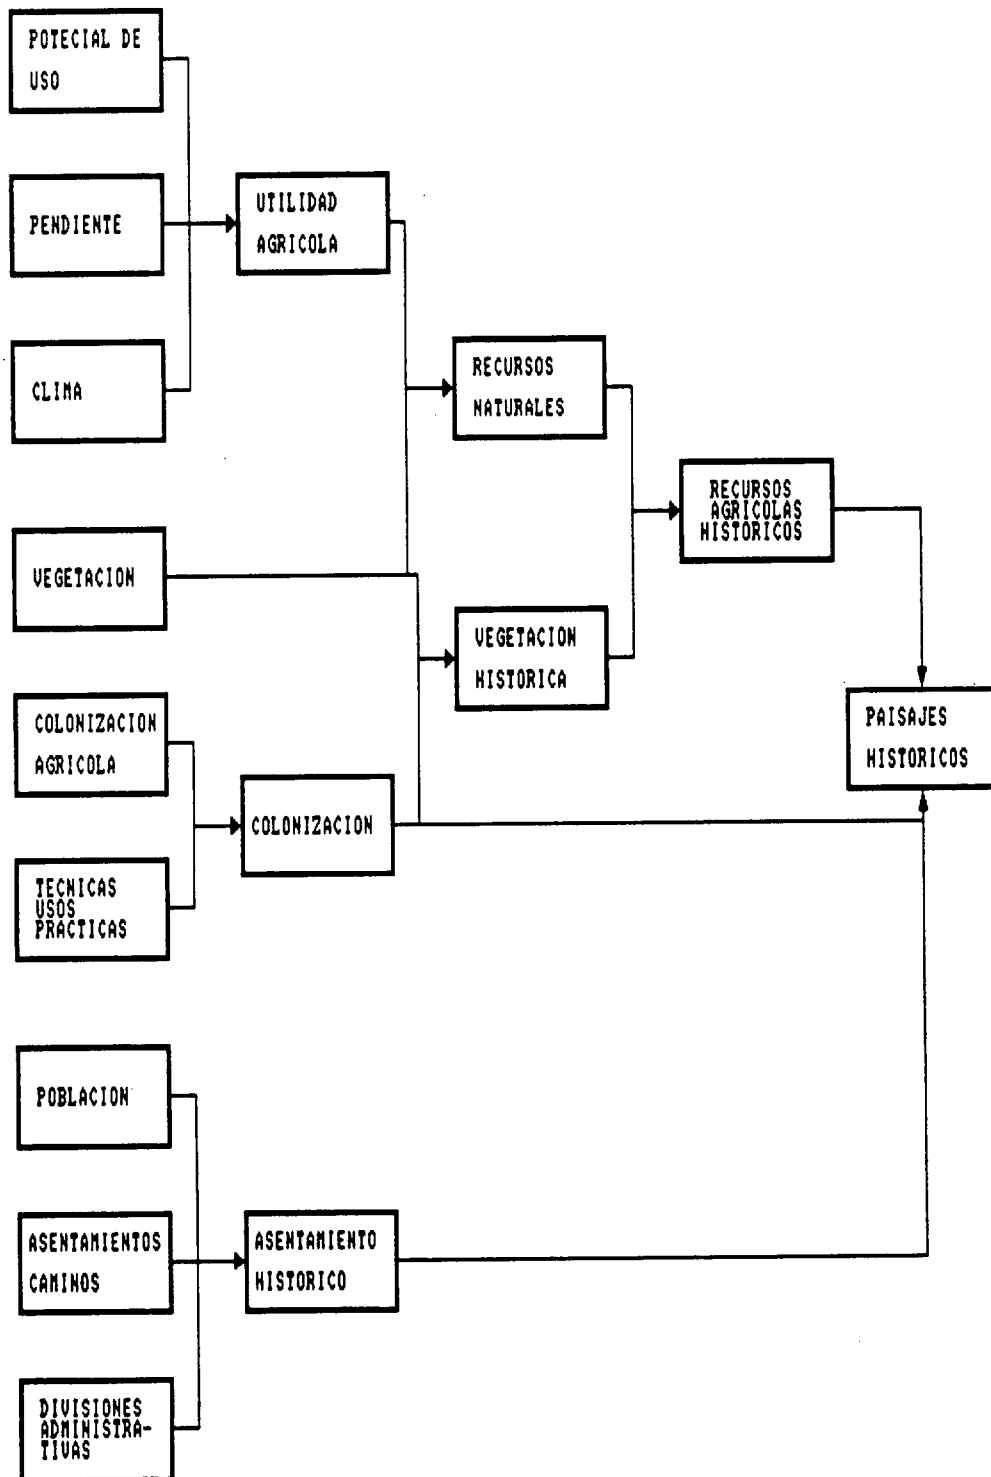 POTECIAL DE
USO
PENDIENTE
UTILIDAD
AGRICOLA
CLIMA
RECURSOS
NATURALES
RECURSOS
AGRICOLAS
HISTORICOS
VEGETACION
VEGETACION
HISTORICA
COLONIZACION
AGRICOLA
PAISAJES
HISTORICOS
COLONIZACION
TECNICAS
USOS
PRACTICAS
POBLACION
ASENTAMIENTOS
CAMINOS
ASENTAMIENTO
HISTORICO
DIVISIONES
ADMINISTRA-
TIVAS